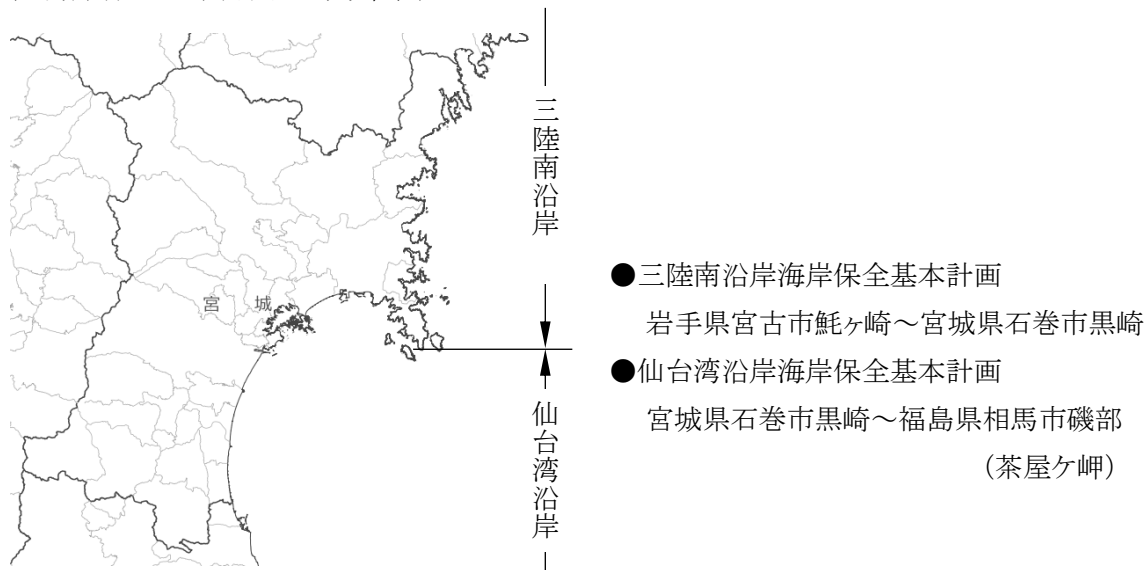 宮城
三陸南沿岸
仙台湾沿岸
●三陸南沿岸海岸保全基本計画
岩手県宮古市魹ヶ崎～宮城県石巻市黒崎
●仙台湾沿岸海岸保全基本計画
宮城県石巻市黒崎～福島県相馬市磯部
（茶屋ケ岬）